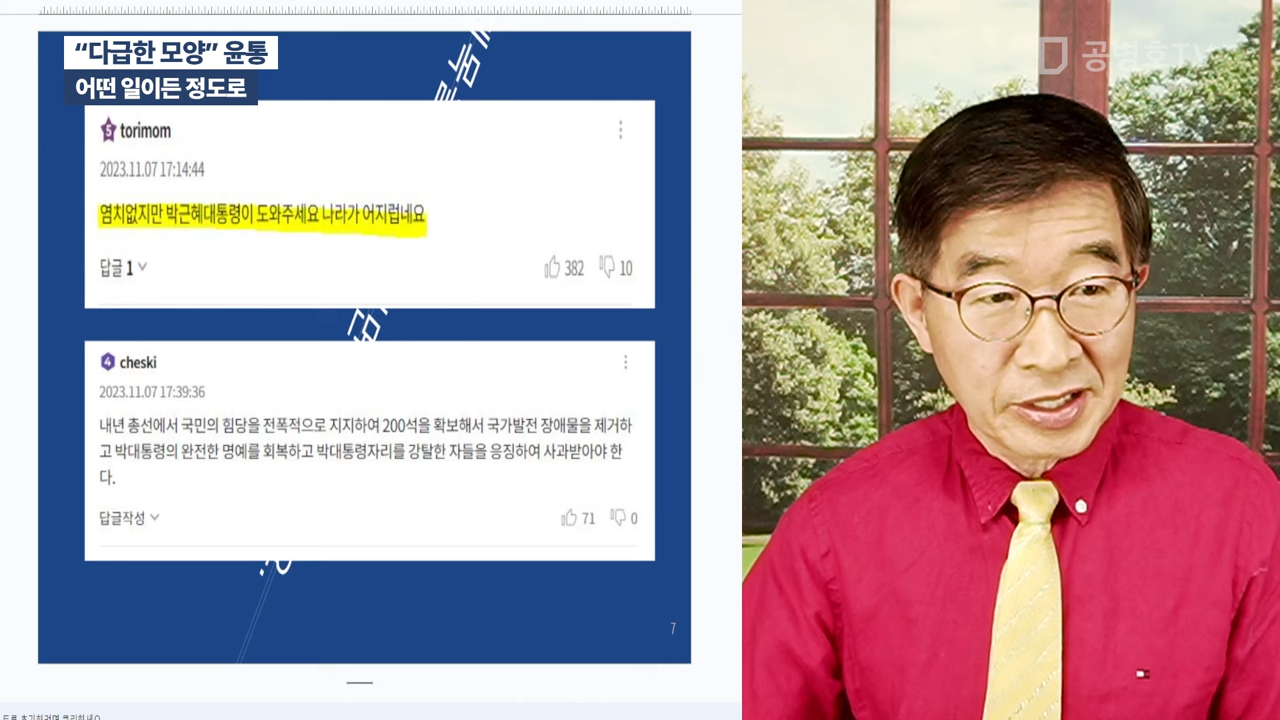 “다급한 모양” 윤통
어떤 일이든 정도로
공병호TV
torimom
2023.11.07 17:14:44
염치없지만 박근혜대통령이 도와주세요 나라가 어지럽네요
답글 1
382
10
4
cheski
2023.11.07 17:39:36
내년 총선에서 국민의 힘당을 전폭적으로 지지하여 200석을 확보해서 국가발전 장애물을 제거하
고 박대통령의 완전한 명예를 회복하고 박대통령자리를 강탈한 자들을 응징하여 사과받아야 한
다.
답글작성
71
0
7